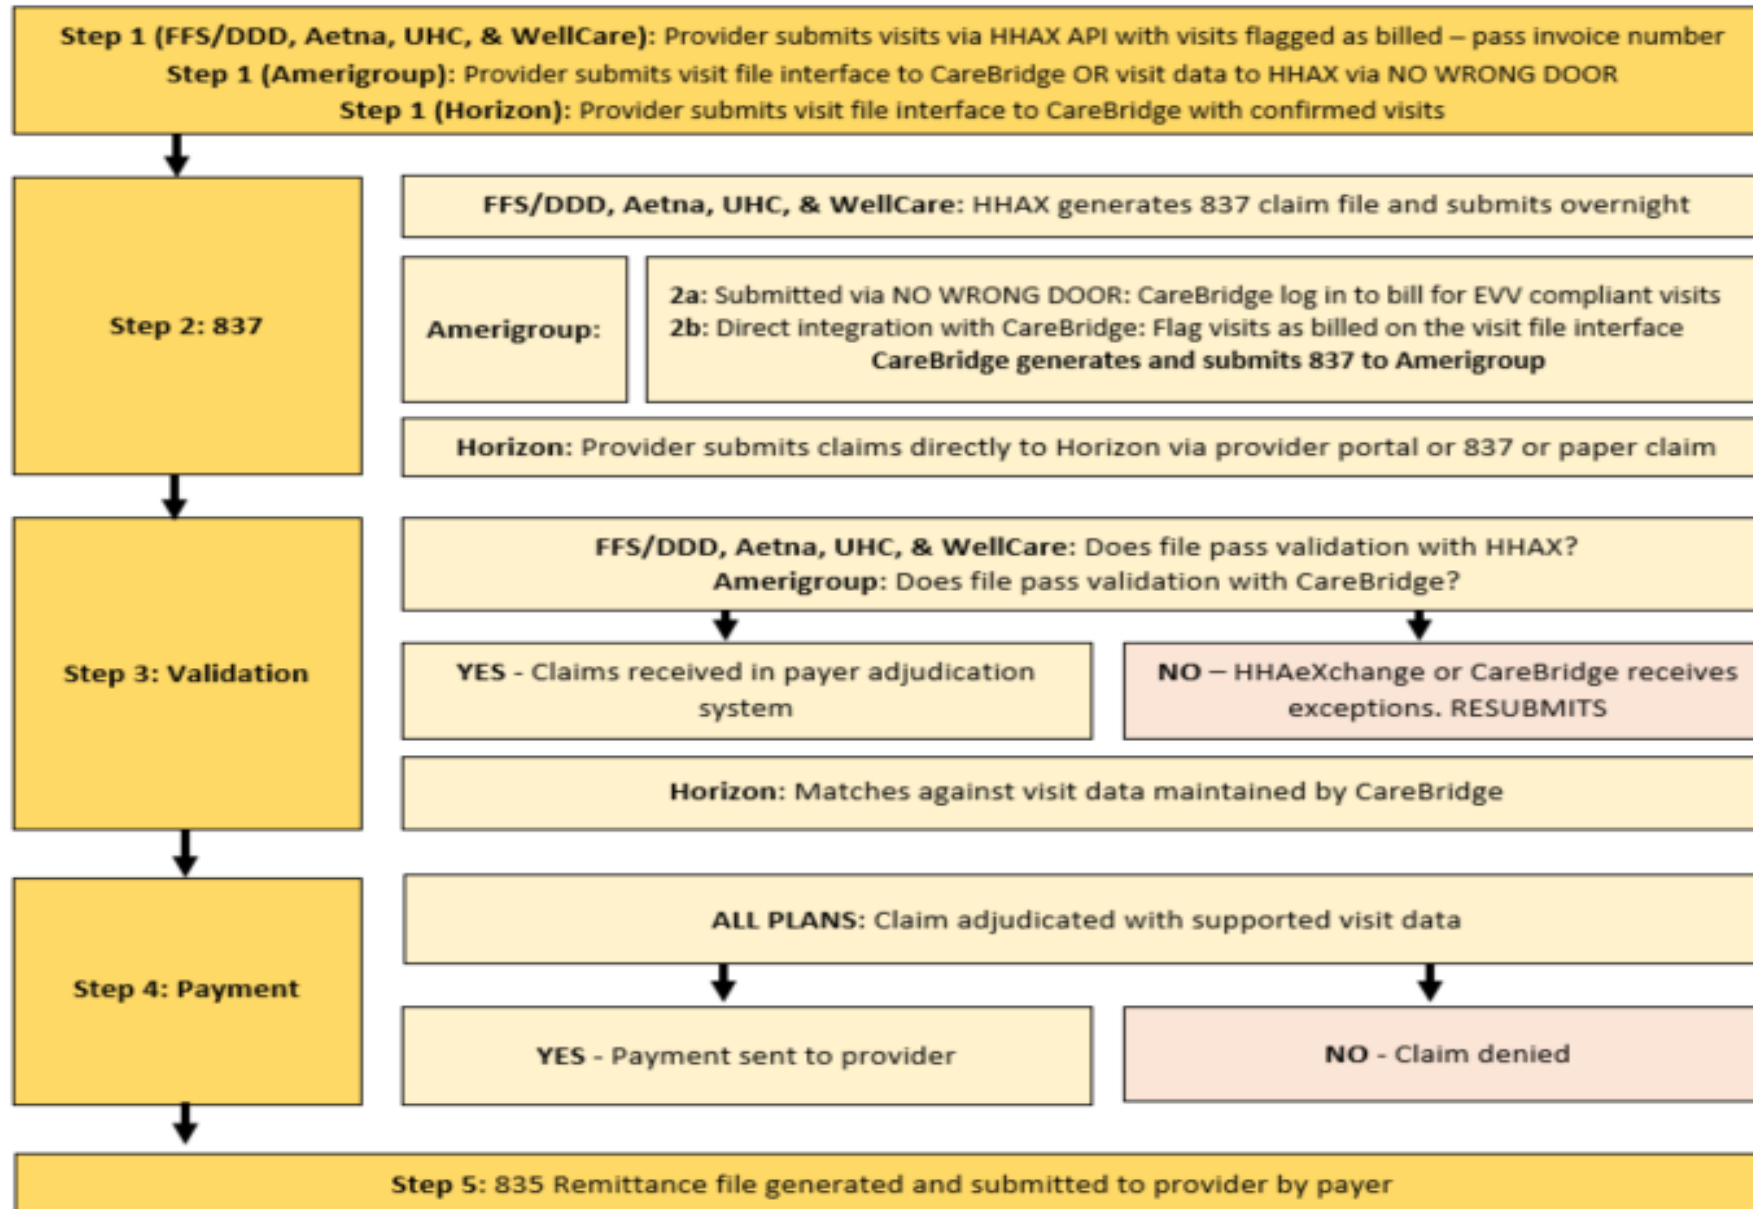 Step 1 (FFS/DDD, Aetna, UHC, & WellCare): Provider submits visits via HHAX API with visits flagged as billed – pass invoice number
Step 1 (Amerigroup): Provider submits visit file interface to CareBridge OR visit data to HHAX via NO WRONG DOOR
Step 1 (Horizon): Provider submits visit file interface to CareBridge with confirmed visits
Step 2: 837
FFS/DDD, Aetna, UHC, & WellCare: HHAX generates 837 claim file and submits overnight
Amerigroup:
2a: Submitted via NO WRONG DOOR: CareBridge log in to bill for EVV compliant visits
2b: Direct integration with CareBridge: Flag visits as billed on the visit file interface
CareBridge generates and submits 837 to Amerigroup
Horizon: Provider submits claims directly to Horizon via provider portal or 837 or paper claim
Step 3: Validation
FFS/DDD, Aetna, UHC, & WellCare: Does file pass validation with HHAX?
Amerigroup: Does file pass validation with CareBridge?
YES - Claims received in payer adjudication
system
NO – HHAeXchange or CareBridge receives
exceptions. RESUBMITS
Horizon: Matches against visit data maintained by CareBridge
Step 4: Payment
ALL PLANS: Claim adjudicated with supported visit data
YES - Payment sent to provider
NO - Claim denied
Step 5: 835 Remittance file generated and submitted to provider by payer